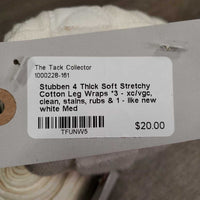 The Tack Collector
1000228-161
Stubben 4 Thick Soft Stretchy
Cotton Leg Wraps *3 - xc/vgc,
clean, stains, rubs & 1 - like new
white Med
TFUNW5
$20.00